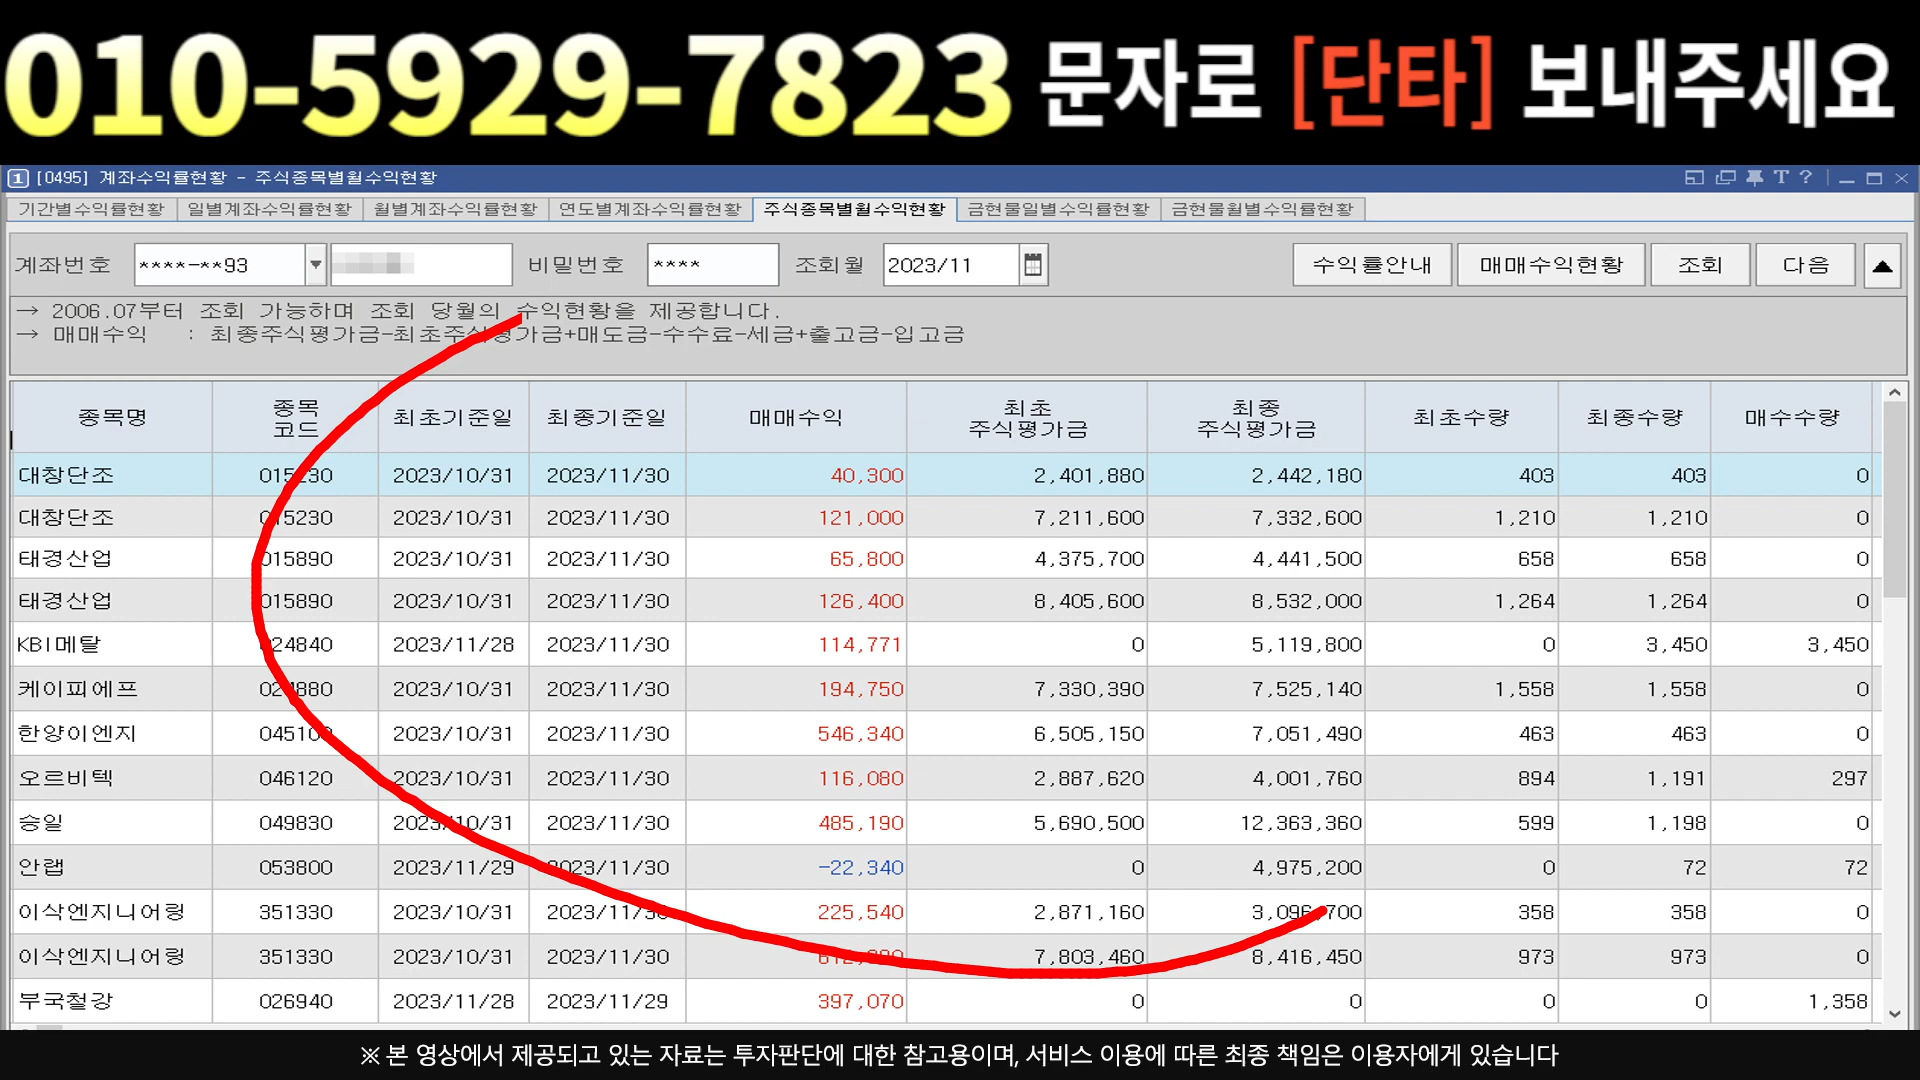 010-5929-7823 문자로 [단타] 보내주세요
1 [0495] 계좌수익률현황 - 주식종목별월수익현황
기간별수익률현황 일별계좌수익률현황 월별계좌수익률현황 연도별계좌수익률현황 주식종목별월수익현황 금현물일별수익률현황 금현물월별수익률현황
계좌번호 ****-**93 비밀번호 **** 조회월 2023/11 수익률안내 매매수익현황 조회 다음
→ 2006.07부터 조회 가능하며 조회 당월의 수익현황을 제공합니다.
→ 매매수익 : 최종주식평가금-최초주식평가금+매도금-수수료-세금+출고금-입고금
종목명 종목코드 최초기준일 최종기준일 매매수익 최초주식평가금 최종주식평가금 최초수량 최종수량 매수수량
대창단조 015230 2023/10/31 2023/11/30 40,300 2,401,880 2,442,180 403 403 0
대창단조 015230 2023/10/31 2023/11/30 121,000 7,211,600 7,332,600 1,210 1,210 0
태경산업 015890 2023/10/31 2023/11/30 65,800 4,375,700 4,441,500 658 658 0
태경산업 015890 2023/10/31 2023/11/30 126,400 8,405,600 8,532,000 1,264 1,264 0
KBI메탈 024840 2023/11/28 2023/11/30 114,771 0 5,119,800 0 3,450 3,450
케이피에프 024880 2023/10/31 2023/11/30 194,750 7,330,390 7,525,140 1,558 1,558 0
한양이엔지 045100 2023/10/31 2023/11/30 546,340 6,505,150 7,051,490 463 463 0
오르비텍 046120 2023/10/31 2023/11/30 116,080 2,887,620 4,001,760 894 1,191 297
승일 049830 2023/10/31 2023/11/30 485,190 5,690,500 12,363,360 599 1,198 0
안랩 053800 2023/11/29 2023/11/30 -22,340 0 4,975,200 0 72 72
이삭엔지니어링 351330 2023/10/31 2023/11/30 225,540 2,871,160 3,096,700 358 358 0
이삭엔지니어링 351330 2023/10/31 2023/11/30 7,803,460 8,416,450 973 973 0
부국철강 026940 2023/11/28 2023/11/29 397,070 0 0 0 0 1,358
※ 본 영상에서 제공되고 있는 자료는 투자판단에 대한 참고용이며, 서비스 이용에 따른 최종 책임은 이용자에게 있습니다